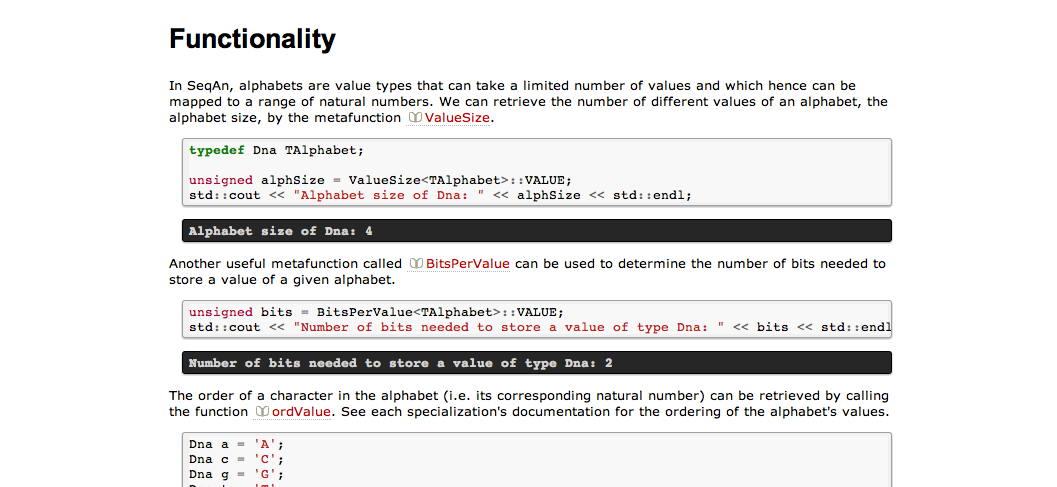 Functionality
In SeqAn, alphabets are value types that can take a limited number of values and which hence can be
mapped to a range of natural numbers. We can retrieve the number of different values of an alphabet, the
alphabet size, by the metafunction ValueSize.
typedef Dna TAlphabet;
unsigned alphSize = ValueSize<TAlphabet>::VALUE;
std::cout << "Alphabet size of Dna: " << alphSize << std::endl;
Alphabet size of Dna: 4
Another useful metafunction called BitsPerValue can be used to determine the number of bits needed to
store a value of a given alphabet.
unsigned bits = BitsPerValue<TAlphabet>::VALUE;
std::cout << "Number of bits needed to store a value of type Dna: " << bits << std::endl
Number of bits needed to store a value of type Dna: 2
The order of a character in the alphabet (i.e. its corresponding natural number) can be retrieved by calling
the function ordValue. See each specialization's documentation for the ordering of the alphabet's values.
Dna a = 'A';
Dna c = 'C';
Dna g = 'G';